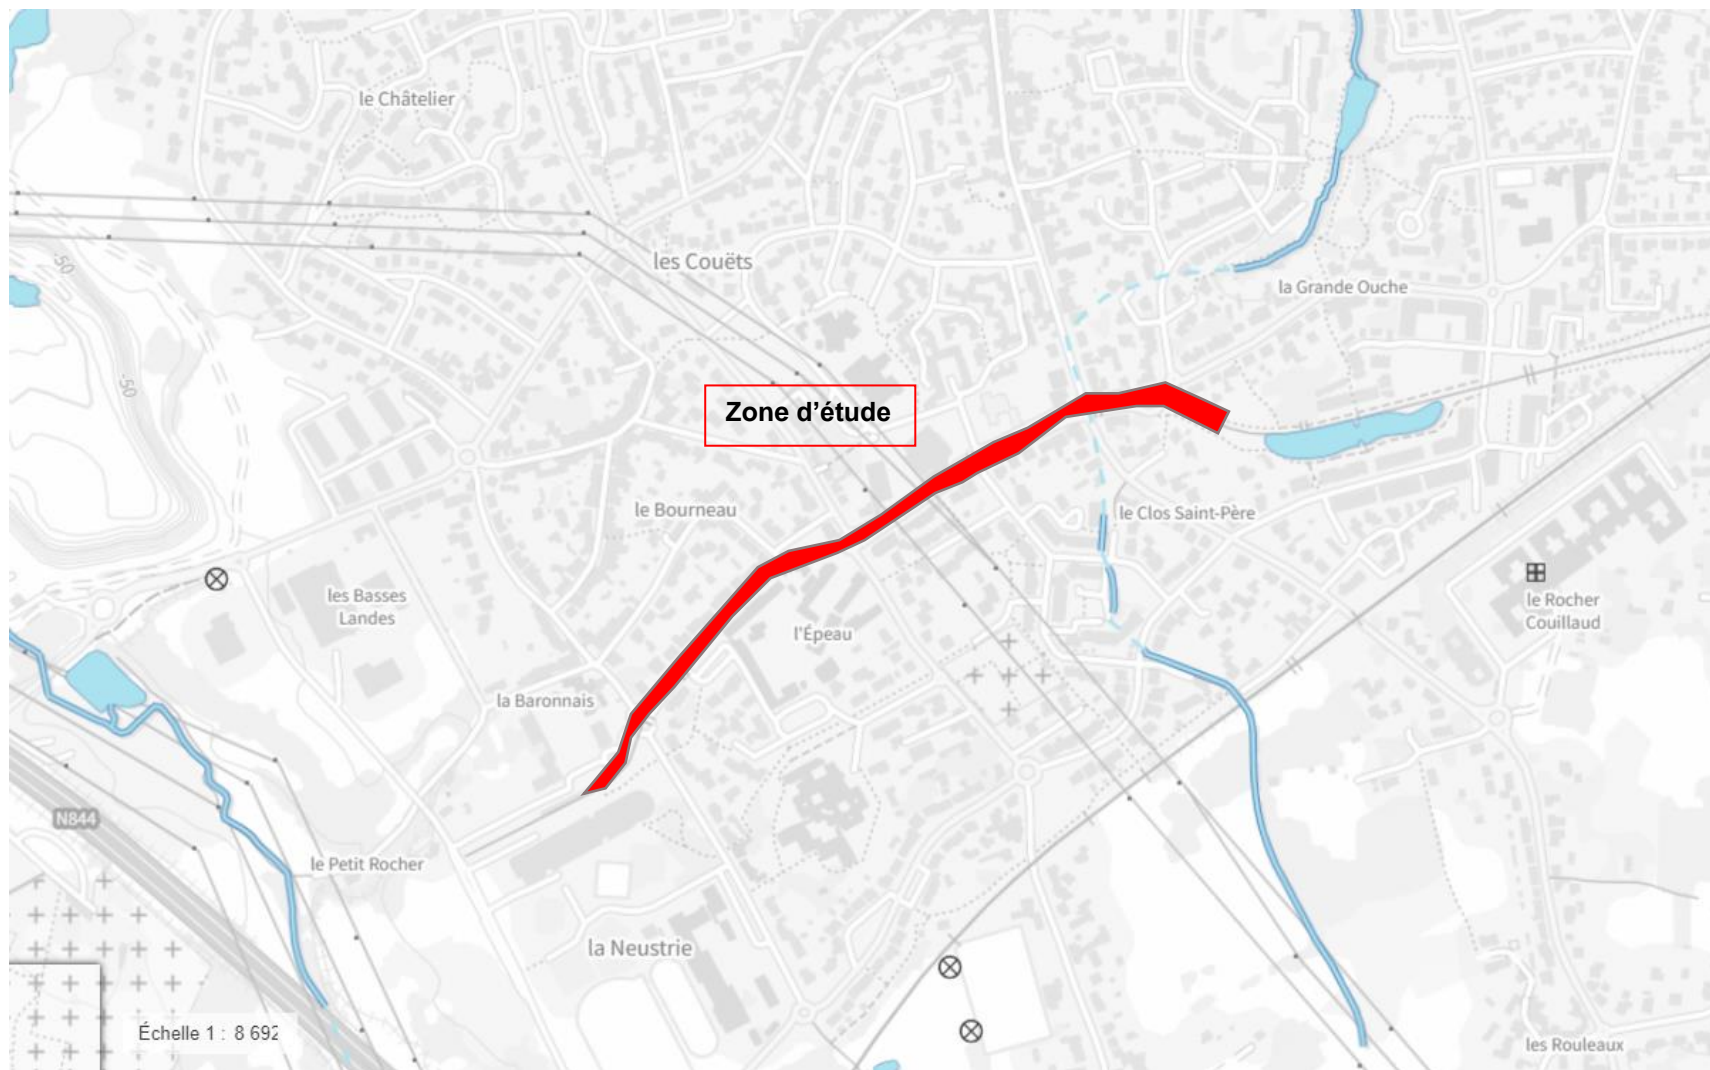 le Châtelier
les Couëts
50
la Grande Ouche
50
Zone d'étude
le Bourneau
le Clos Saint-Père
les Basses
Landes
le Rocher
Couillaud
l'Épeau
la Baronnais
N844
le Petit Rocher
la Neustrie
Échelle 1 : 8 692
les Rouleaux